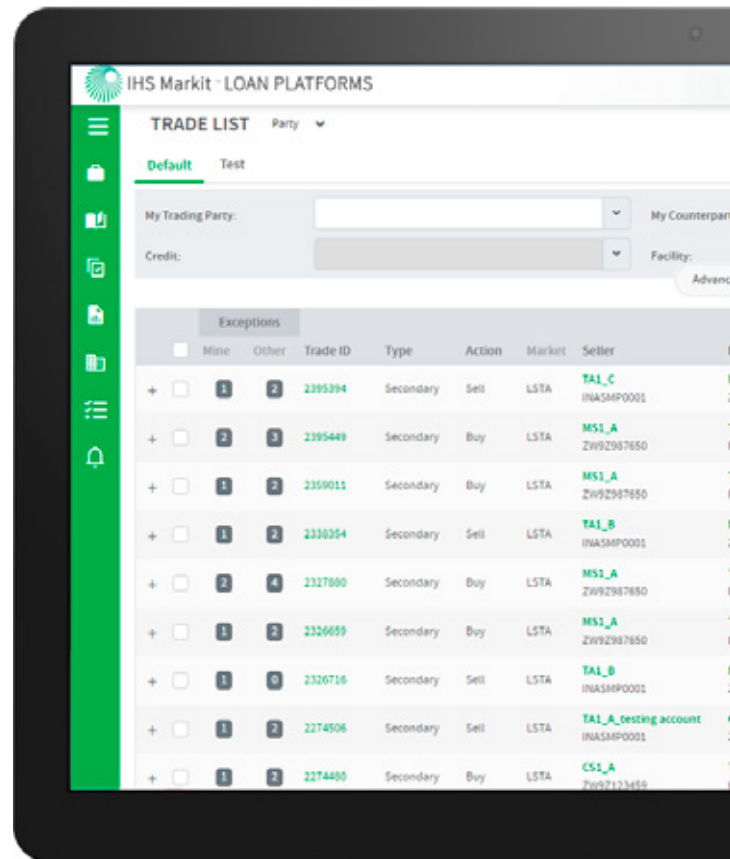 IHS Markit - LOAN PLATFORMS
TRADE LIST Party
Default Test
My Trading Party: My Counterpart
Credit: Facility:
Advanc
Exceptions
Mine Other Trade ID Type Action Market Seller
+ 1 2 2395394 Secondary Sell LSTA TA1_C
INASMP0001
+ 2 3 2395449 Secondary Buy LSTA MS1_A
ZW9Z987650
+ 1 2 2359011 Secondary Buy LSTA MS1_A
ZW9Z987650
+ 1 2 2338354 Secondary Sell LSTA TA1_B
INASMP0001
+ 2 4 2327880 Secondary Buy LSTA MS1_A
ZW9Z987650
+ 1 2 2326659 Secondary Buy LSTA MS1_A
ZW9Z987650
+ 1 0 2326716 Secondary Sell LSTA TA1_B
INASMP0001
+ 1 2 2274506 Secondary Sell LSTA TA1_A_testing account
INASMP0001
+ 1 2 2274480 Secondary Buy LSTA CS1_A
ZW9Z123459